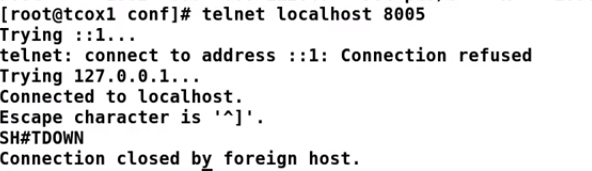 [root@tcox1 conf]# telnet localhost 8005
Trying ::1...
telnet: connect to address ::1: Connection refused
Trying 127.0.0.1...
Connected to localhost.
Escape character is '^]'.
SH#TDOWN
Connection closed by foreign host.